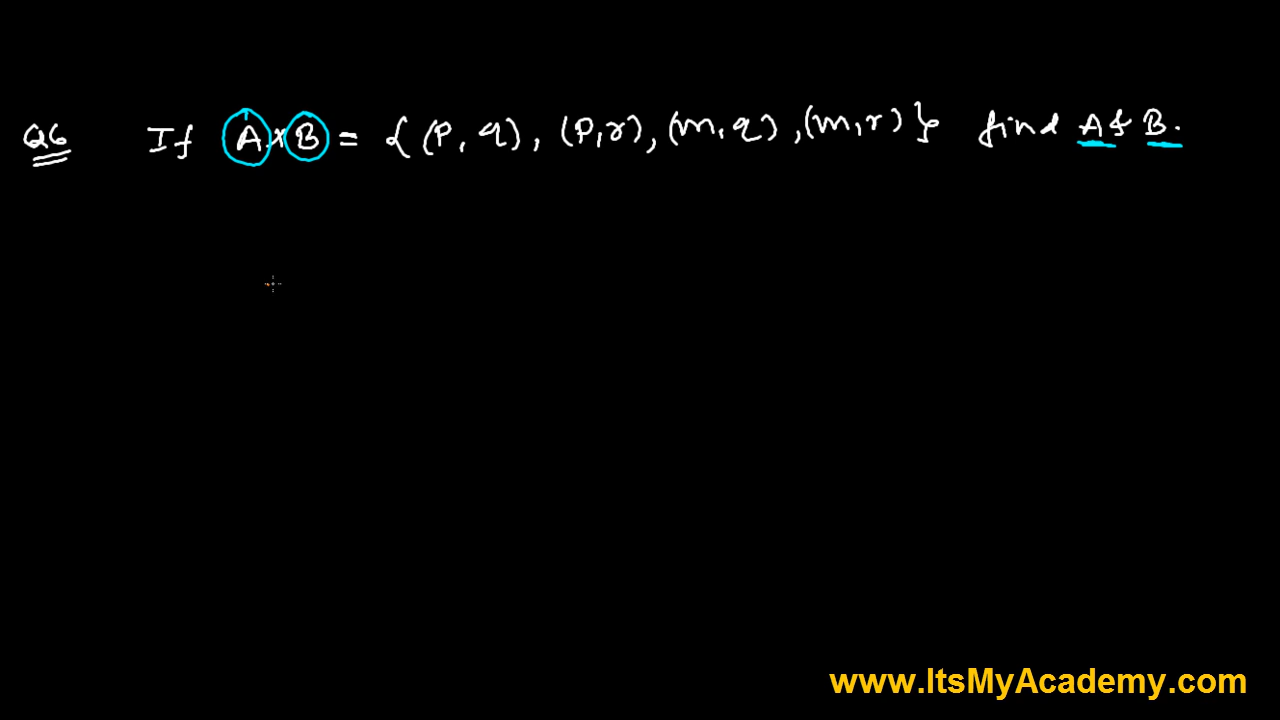 Q6 If A × B = { (P, q), (P, r), (m, q), (m, r) } find A & B.
www.ItsMyAcademy.com